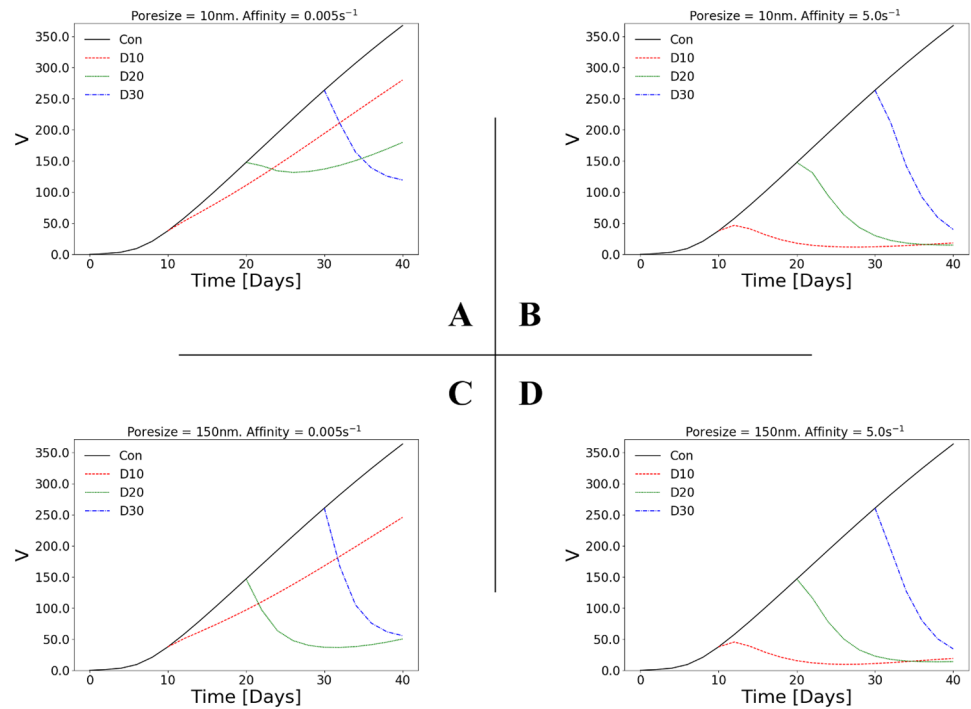 Poresize = 10nm. Affinity = 0.005s⁻¹
350.0
300.0
250.0
200.0
150.0
100.0
50.0
0.0
V
Con
D10
D20
D30
0 10 20 30 40
Time [Days]
Poresize = 10nm. Affinity = 5.0s⁻¹
350.0
300.0
250.0
200.0
150.0
100.0
50.0
0.0
V
Con
D10
D20
D30
0 10 20 30 40
Time [Days]
A B
C D
Poresize = 150nm. Affinity = 0.005s⁻¹
350.0
300.0
250.0
200.0
150.0
100.0
50.0
0.0
V
Con
D10
D20
D30
0 10 20 30 40
Time [Days]
Poresize = 150nm. Affinity = 5.0s⁻¹
350.0
300.0
250.0
200.0
150.0
100.0
50.0
0.0
V
Con
D10
D20
D30
0 10 20 30 40
Time [Days]